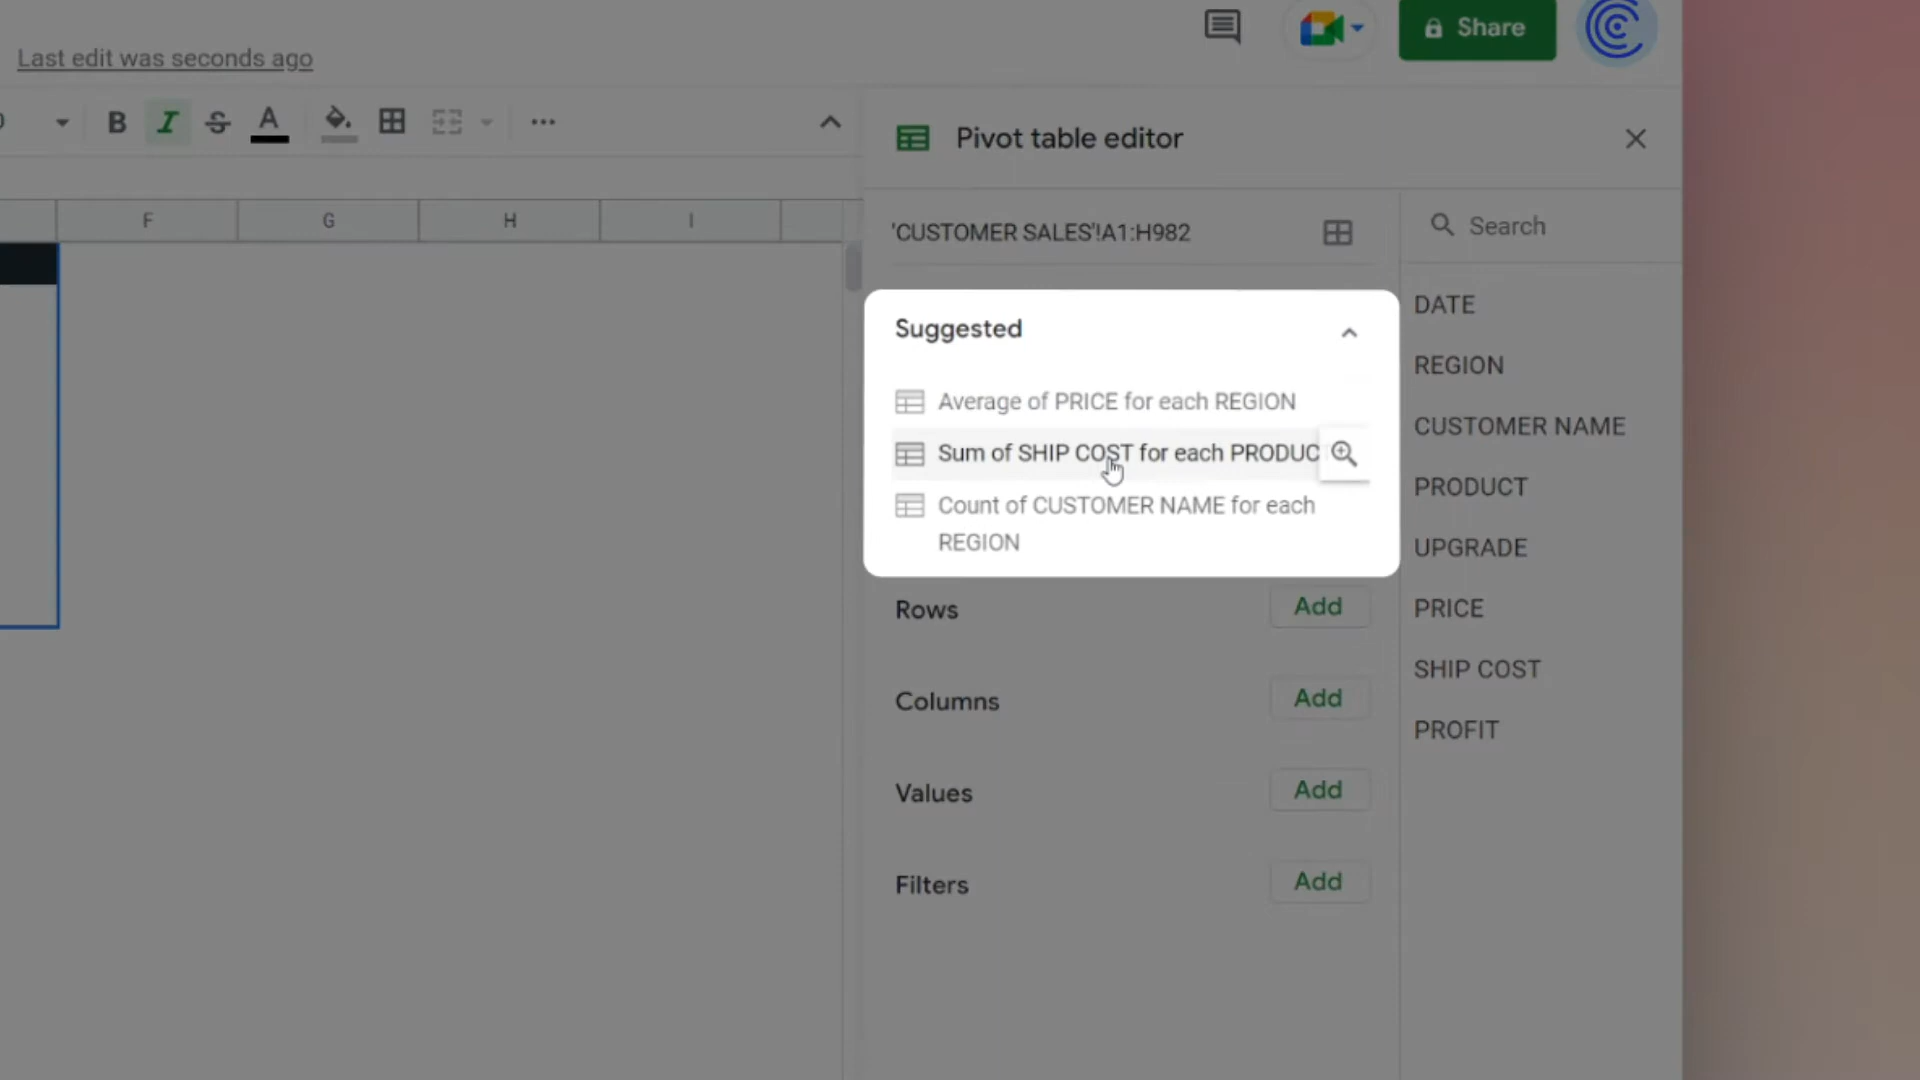 Share
Last edit was seconds ago
B I S A
Pivot table editor
F G H I
'CUSTOMER SALES'!A1:H982
Search
Suggested
Average of PRICE for each REGION
Sum of SHIP COST for each PRODUC
Count of CUSTOMER NAME for each
REGION
Rows
Add
Columns
Add
Values
Add
Filters
Add
DATE
REGION
CUSTOMER NAME
PRODUCT
UPGRADE
PRICE
SHIP COST
PROFIT